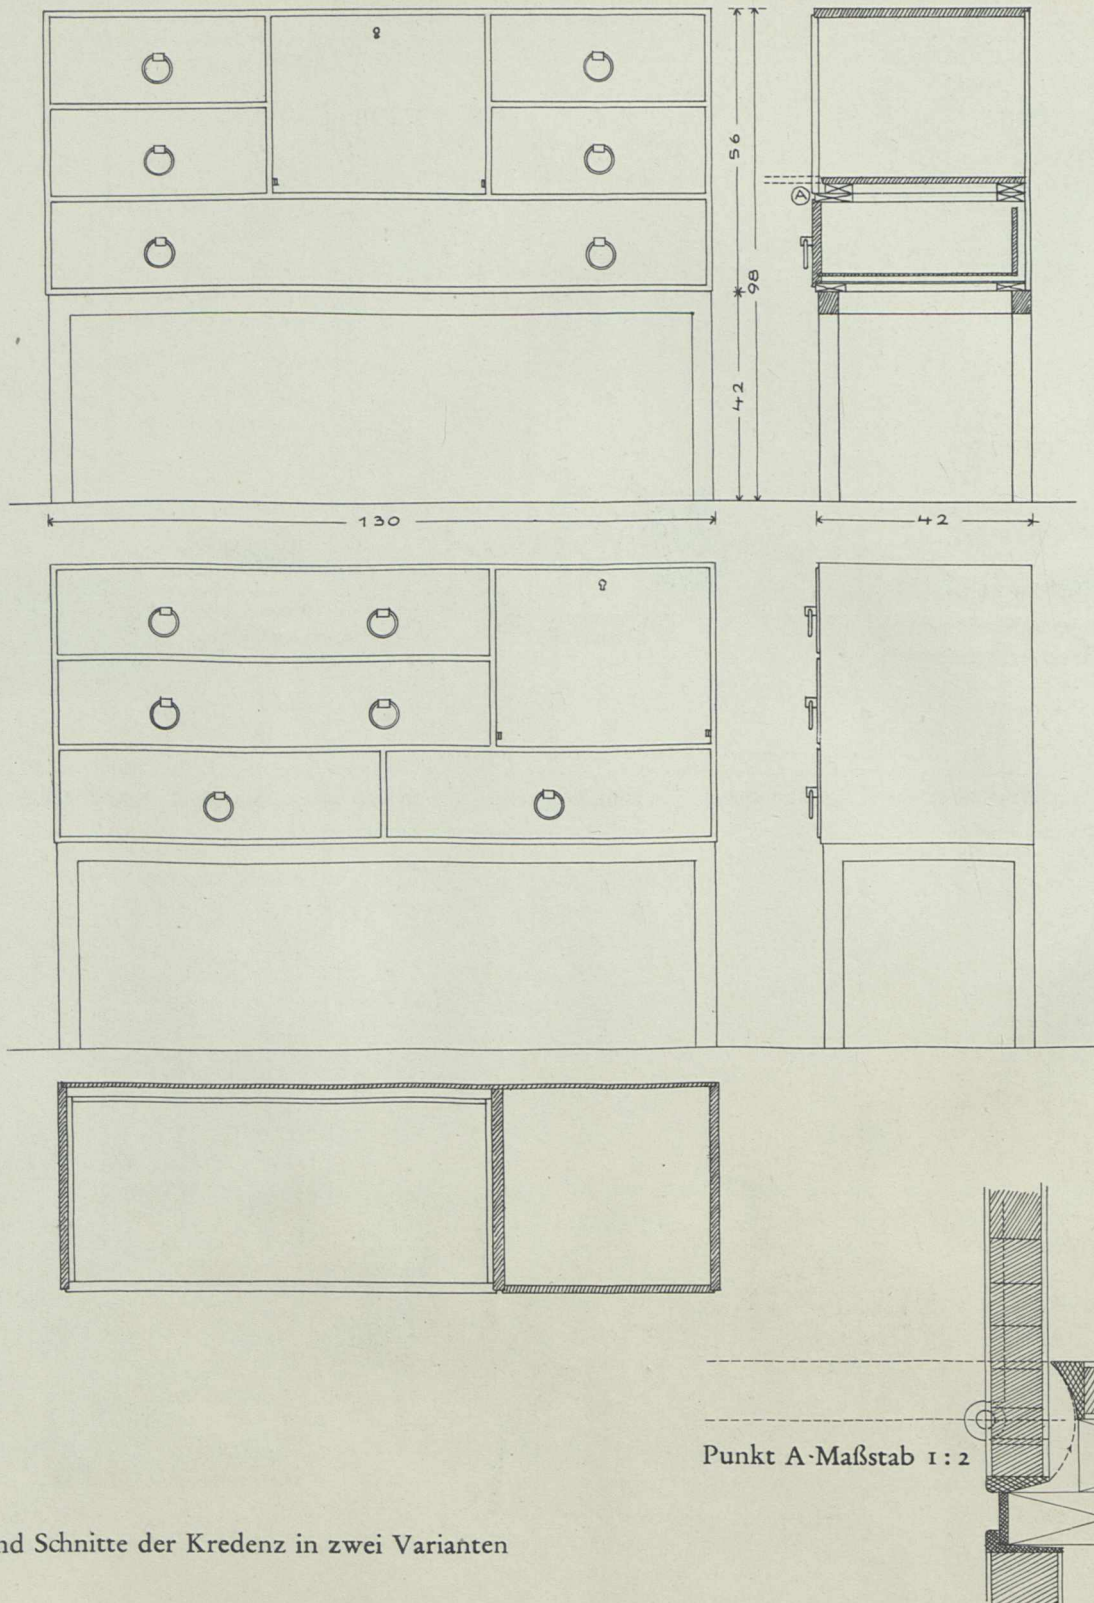 56
98
42
A
130
42
Punkt A·Maßstab 1:2
nd Schnitte der Kredenz in zwei Varianten